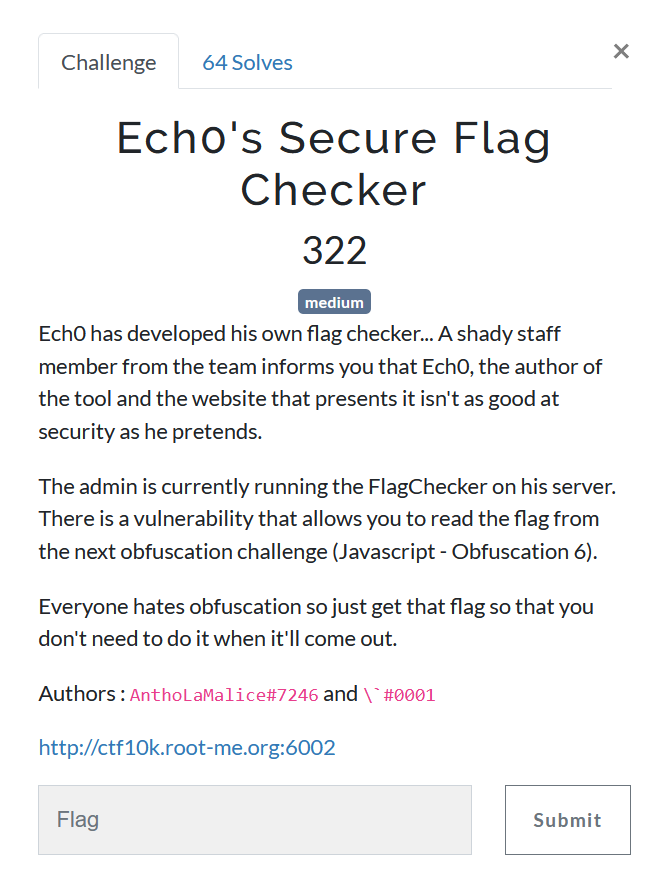 Challenge
64 Solves
×
Ech0's Secure Flag
Checker
322
medium
Ech0 has developed his own flag checker... A shady staff
member from the team informs you that Ech0, the author of
the tool and the website that presents it isn't as good at
security as he pretends.
The admin is currently running the FlagChecker on his server.
There is a vulnerability that allows you to read the flag from
the next obfuscation challenge (Javascript - Obfuscation 6).
Everyone hates obfuscation so just get that flag so that you
don't need to do it when it'll come out.
Authors : AnthoLaMalice#7246 and \`#0001
http://ctf10k.root-me.org:6002
Flag
Submit